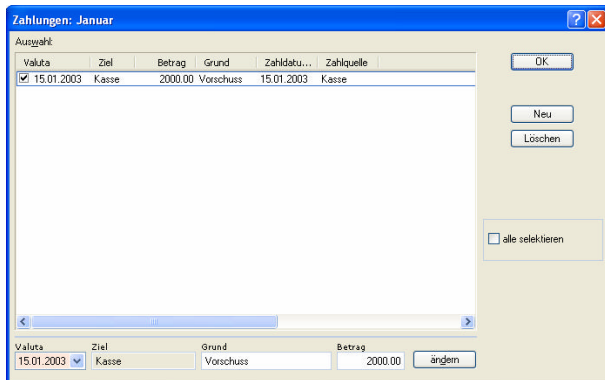 Zahlungen: Januar
Auswahl:
Valuta Ziel Betrag Grund Zahldatu... Zahlquelle
15.01.2003 Kasse 2000.00 Vorschuss 15.01.2003 Kasse
OK
Neu
Löschen
alle selektieren
Valuta Ziel Grund Betrag
15.01.2003 Kasse Vorschuss 2000.00 ändern